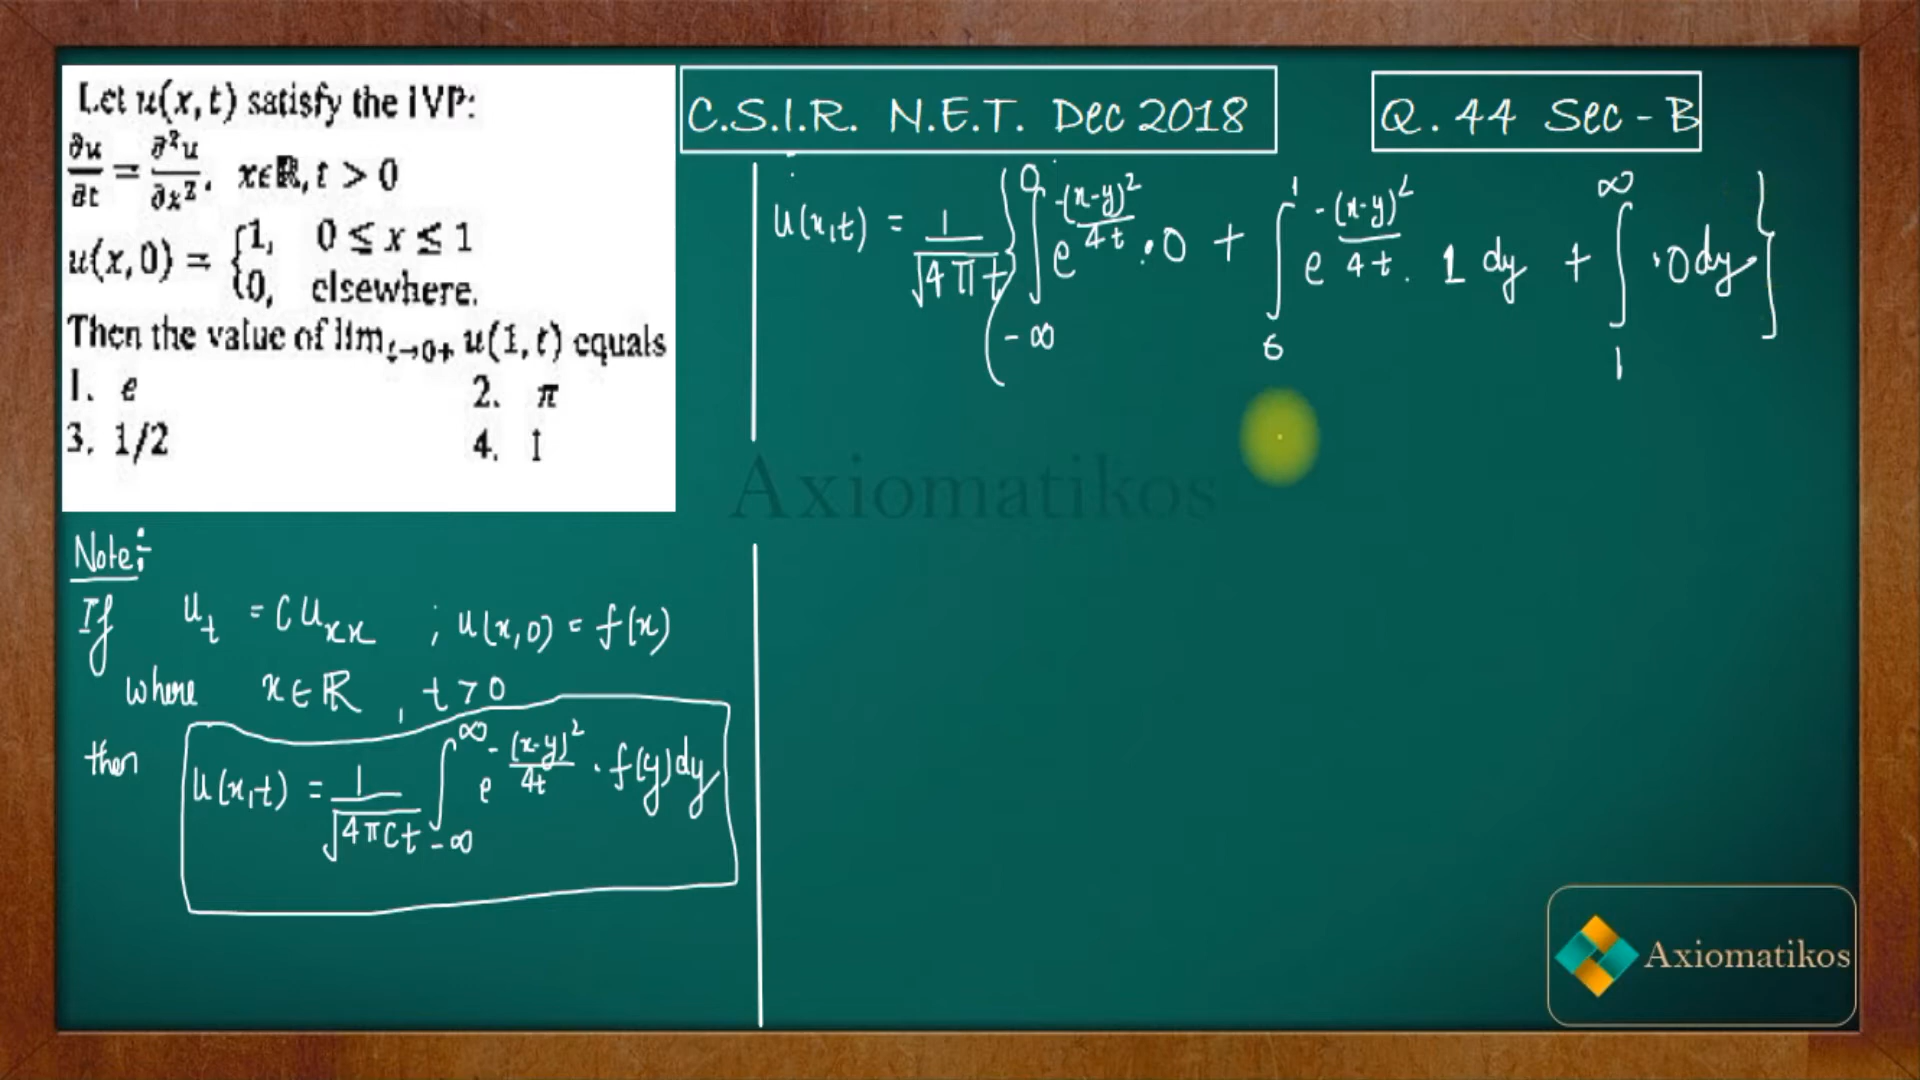 Let u(x, t) satisfy the IVP:
∂u/∂t = ∂²u/∂x², x∈ℝ, t > 0
u(x, 0) = {1, 0 ≤ x ≤ 1
{0, elsewhere.
Then the value of lim_{t→0+} u(1, t) equals
1. e 2. π
3. 1/2 4. 1
C.S.I.R. N.E.T. Dec 2018
Q. 44 Sec - B
u(x,t) = 1/√(4πt) { ∫_{-∞}^{0} e^{-(x-y)²/4t} · 0 + ∫_{0}^{1} e^{-(x-y)²/4t} · 1 dy + ∫_{1}^{∞} · 0 dy }
Axiomatikos
Note:-
If u_t = C u_xx ; u(x,0) = f(x)
where x ∈ ℝ, t > 0
then u(x,t) = 1/√(4πCt) ∫_{-∞}^{∞} e^{-(x-y)²/4t} · f(y) dy
Axiomatikos